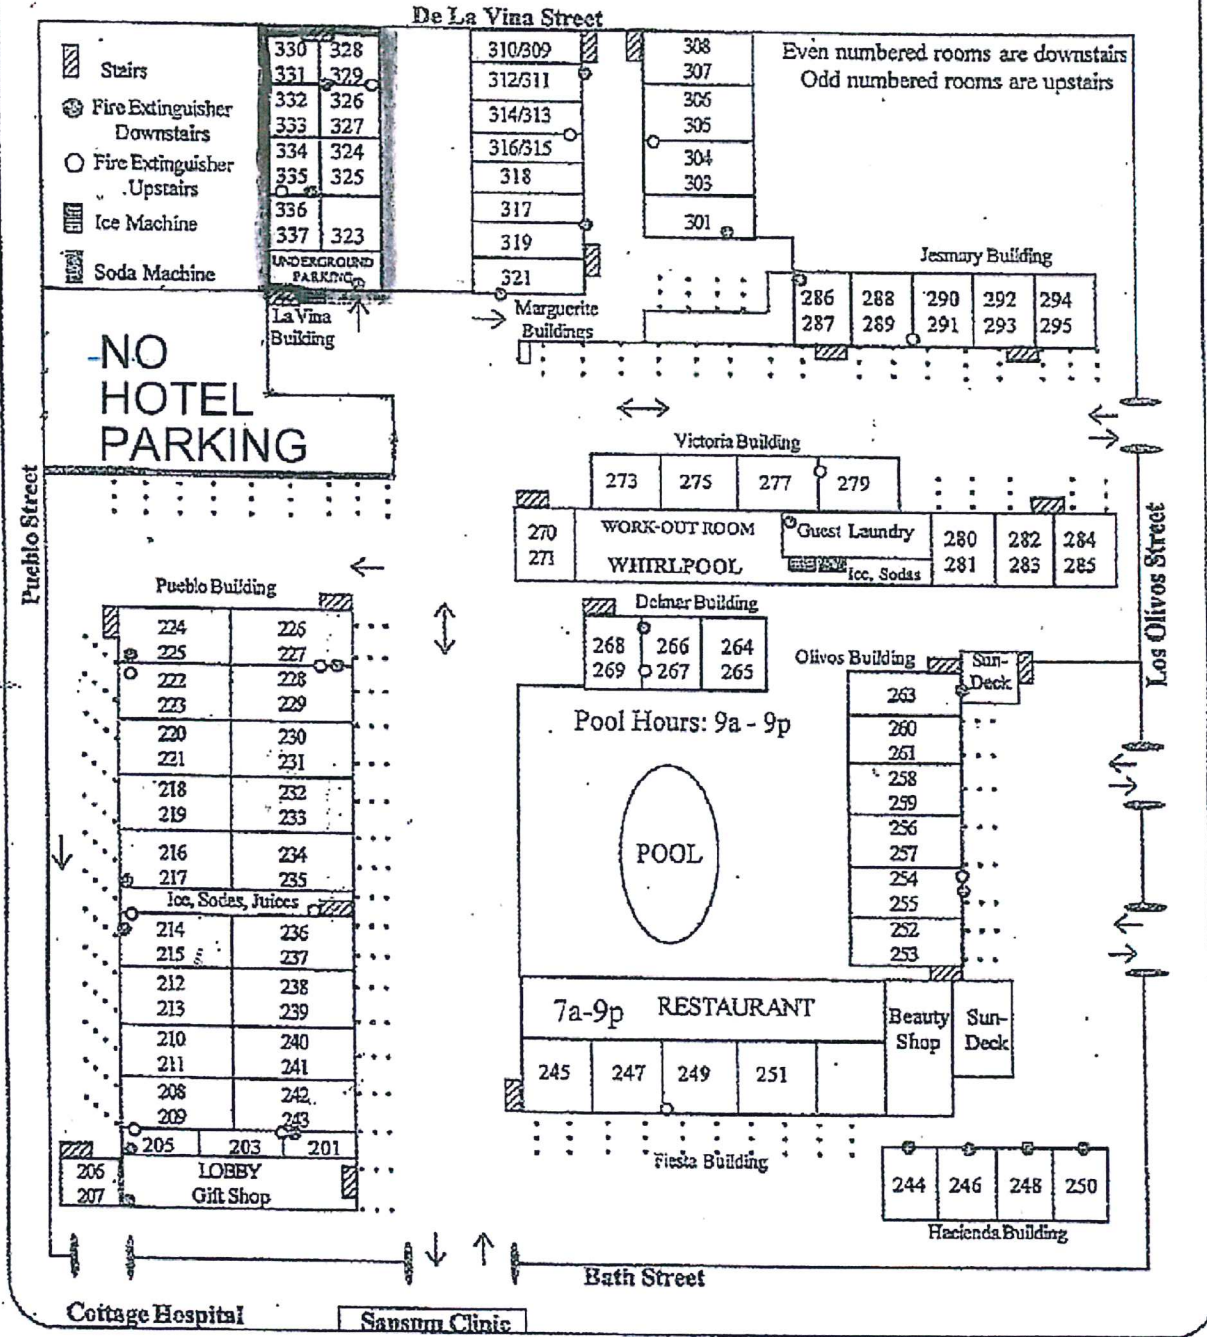 De La Vina Street
Stairs
Fire Extinguisher
Downstairs
Fire Extinguisher
Upstairs
Ice Machine
Soda Machine
330 328
331 329
332 326
333 327
334 324
335 325
336
337 323
UNDERGROUND
PARKING
La Vina
Building
310/309
312/311
314/313
316/315
318
317
319
321
Marguerite
Buildings
308
307
306
305
304
303
301
Even numbered rooms are downstairs
Odd numbered rooms are upstairs
Jesmary Building
286 288 290 292 294
287 289 291 293 295
NO
HOTEL
PARKING
Pueblo Street
Victoria Building
273 275 277 279
270
271
WORK-OUT ROOM
WHIRLPOOL
Guest Laundry
Ice, Sodas
280 282 284
281 283 285
Los Olivos Street
Pueblo Building
224 226
225 227
222 228
223 229
220 230
221 231
218 232
219 233
216 234
217 235
Ice, Sodas, Juices
214 236
215 237
212 238
213 239
210 240
211 241
208 242
209 243
205 203 201
206
207
LOBBY
Gift Shop
Delmar Building
268 266 264
269 267 265
Pool Hours: 9a - 9p
POOL
Olivos Building
Sun-
Deck
263
260
261
258
259
256
257
254
255
252
253
7a-9p RESTAURANT
Beauty
Shop
Sun-
Deck
245 247 249 251
Fiesta Building
244 246 248 250
Hacienda Building
Bath Street
Cottage Hospital
Sansum Clinic